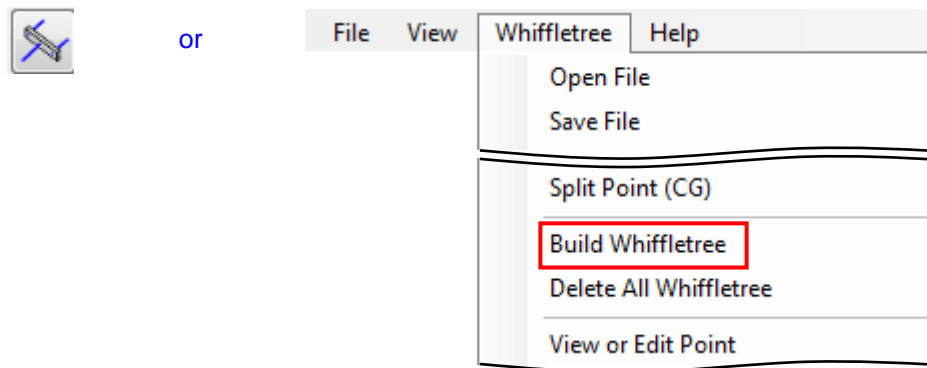 or
File View Whiffletree Help
Open File
Save File
Split Point (CG)
Build Whiffletree
Delete All Whiffletree
View or Edit Point